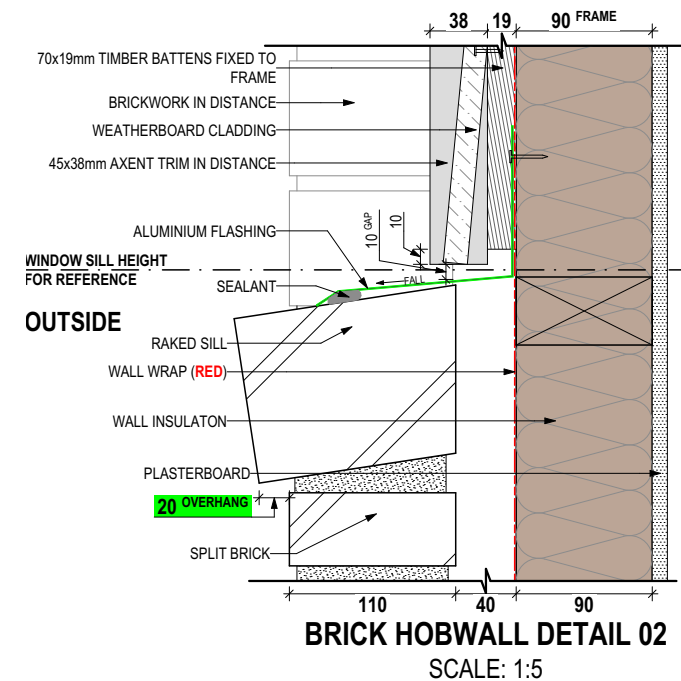 38 19 90 FRAME
70x19mm TIMBER BATTENS FIXED TO
FRAME
BRICKWORK IN DISTANCE
WEATHERBOARD CLADDING
45x38mm AXENT TRIM IN DISTANCE
10 GAP
10
ALUMINIUM FLASHING
WINDOW SILL HEIGHT
FOR REFERENCE
FALL
SEALANT
OUTSIDE
RAKED SILL
WALL WRAP (RED)
WALL INSULATON
PLASTERBOARD
20 OVERHANG
SPLIT BRICK
110 40 90
BRICK HOBWALL DETAIL 02
SCALE: 1:5